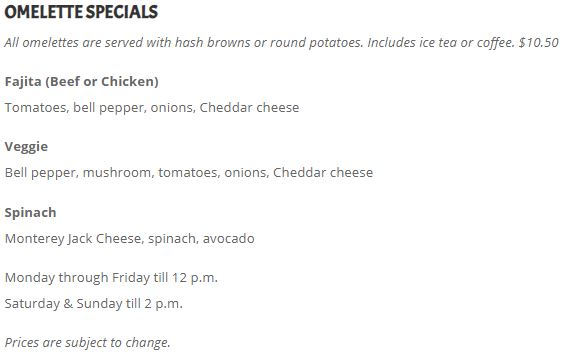 OMELETTE SPECIALS
All omelettes are served with hash browns or round potatoes. Includes ice tea or coffee. $10.50
Fajita (Beef or Chicken)
Tomatoes, bell pepper, onions, Cheddar cheese
Veggie
Bell pepper, mushroom, tomatoes, onions, Cheddar cheese
Spinach
Monterey Jack Cheese, spinach, avocado
Monday through Friday till 12 p.m.
Saturday & Sunday till 2 p.m.
Prices are subject to change.